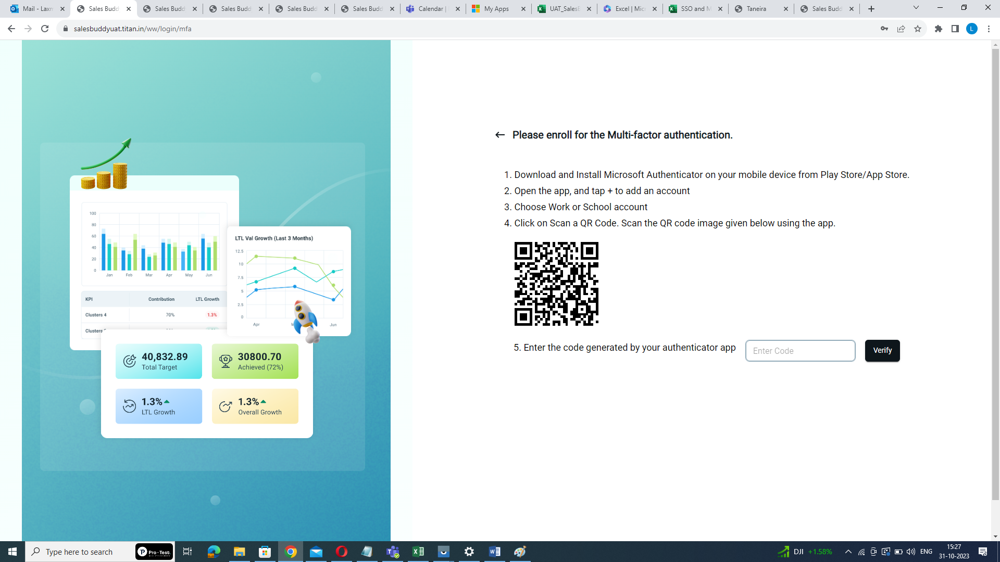 Mail - Laxm
Sales Budd
Sales Budd
Sales Budd
Sales Budd
Sales Budd
Calendar |
My Apps
UAT_SalesB
Excel | Micr
SSO and M
Taneira
Sales Budd
salesbuddyuat.titan.in/ww/login/mfa
L
Please enroll for the Multi-factor authentication.
1. Download and Install Microsoft Authenticator on your mobile device from Play Store/App Store.
2. Open the app, and tap + to add an account
3. Choose Work or School account
4. Click on Scan a QR Code. Scan the QR code image given below using the app.
5. Enter the code generated by your authenticator app
Enter Code
Verify
100
80
60
40
20
0
Jan Feb Mar Apr May Jun
KPI Contribution LTL Growth
Clusters 4 70% 1.3%
Clusters
LTL Val Growth (Last 3 Months)
12.5
10
7.5
5
2.5
0
Apr Jun
40,832.89
Total Target
30800.70
Achieved (72%)
1.3%
LTL Growth
1.3%
Overall Growth
Type here to search
Pro-Test.
DJI +1.58%
ENG
15:27
31-10-2023